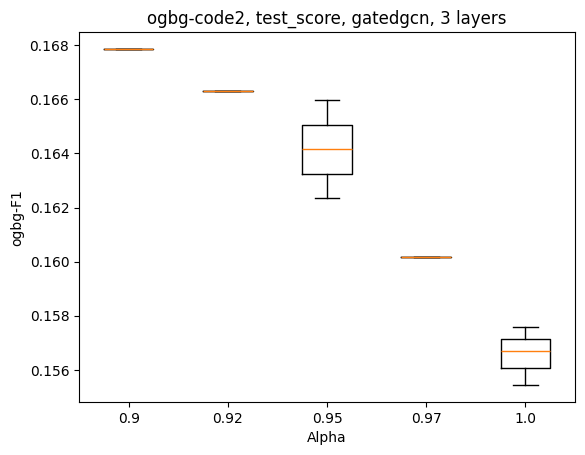 ogbg-code2, test_score, gatedgcn, 3 layers
0.168
0.166
0.164
0.162
0.160
0.158
0.156
ogbg-F1
0.9 0.92 0.95 0.97 1.0
Alpha